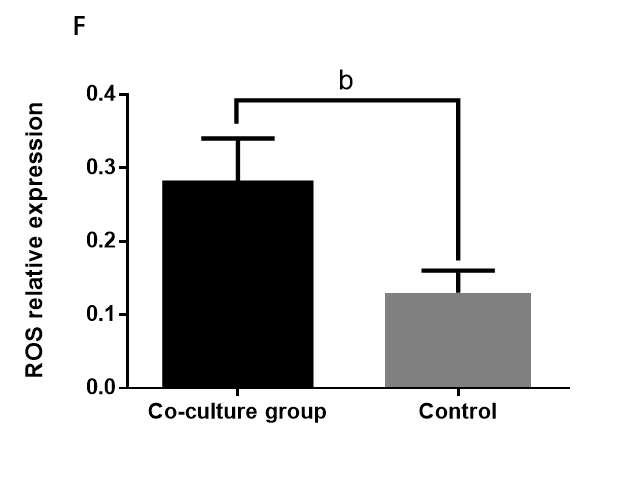 F
b
0.4
0.3
0.2
0.1
0.0
ROS relative expression
Co-culture group
Control